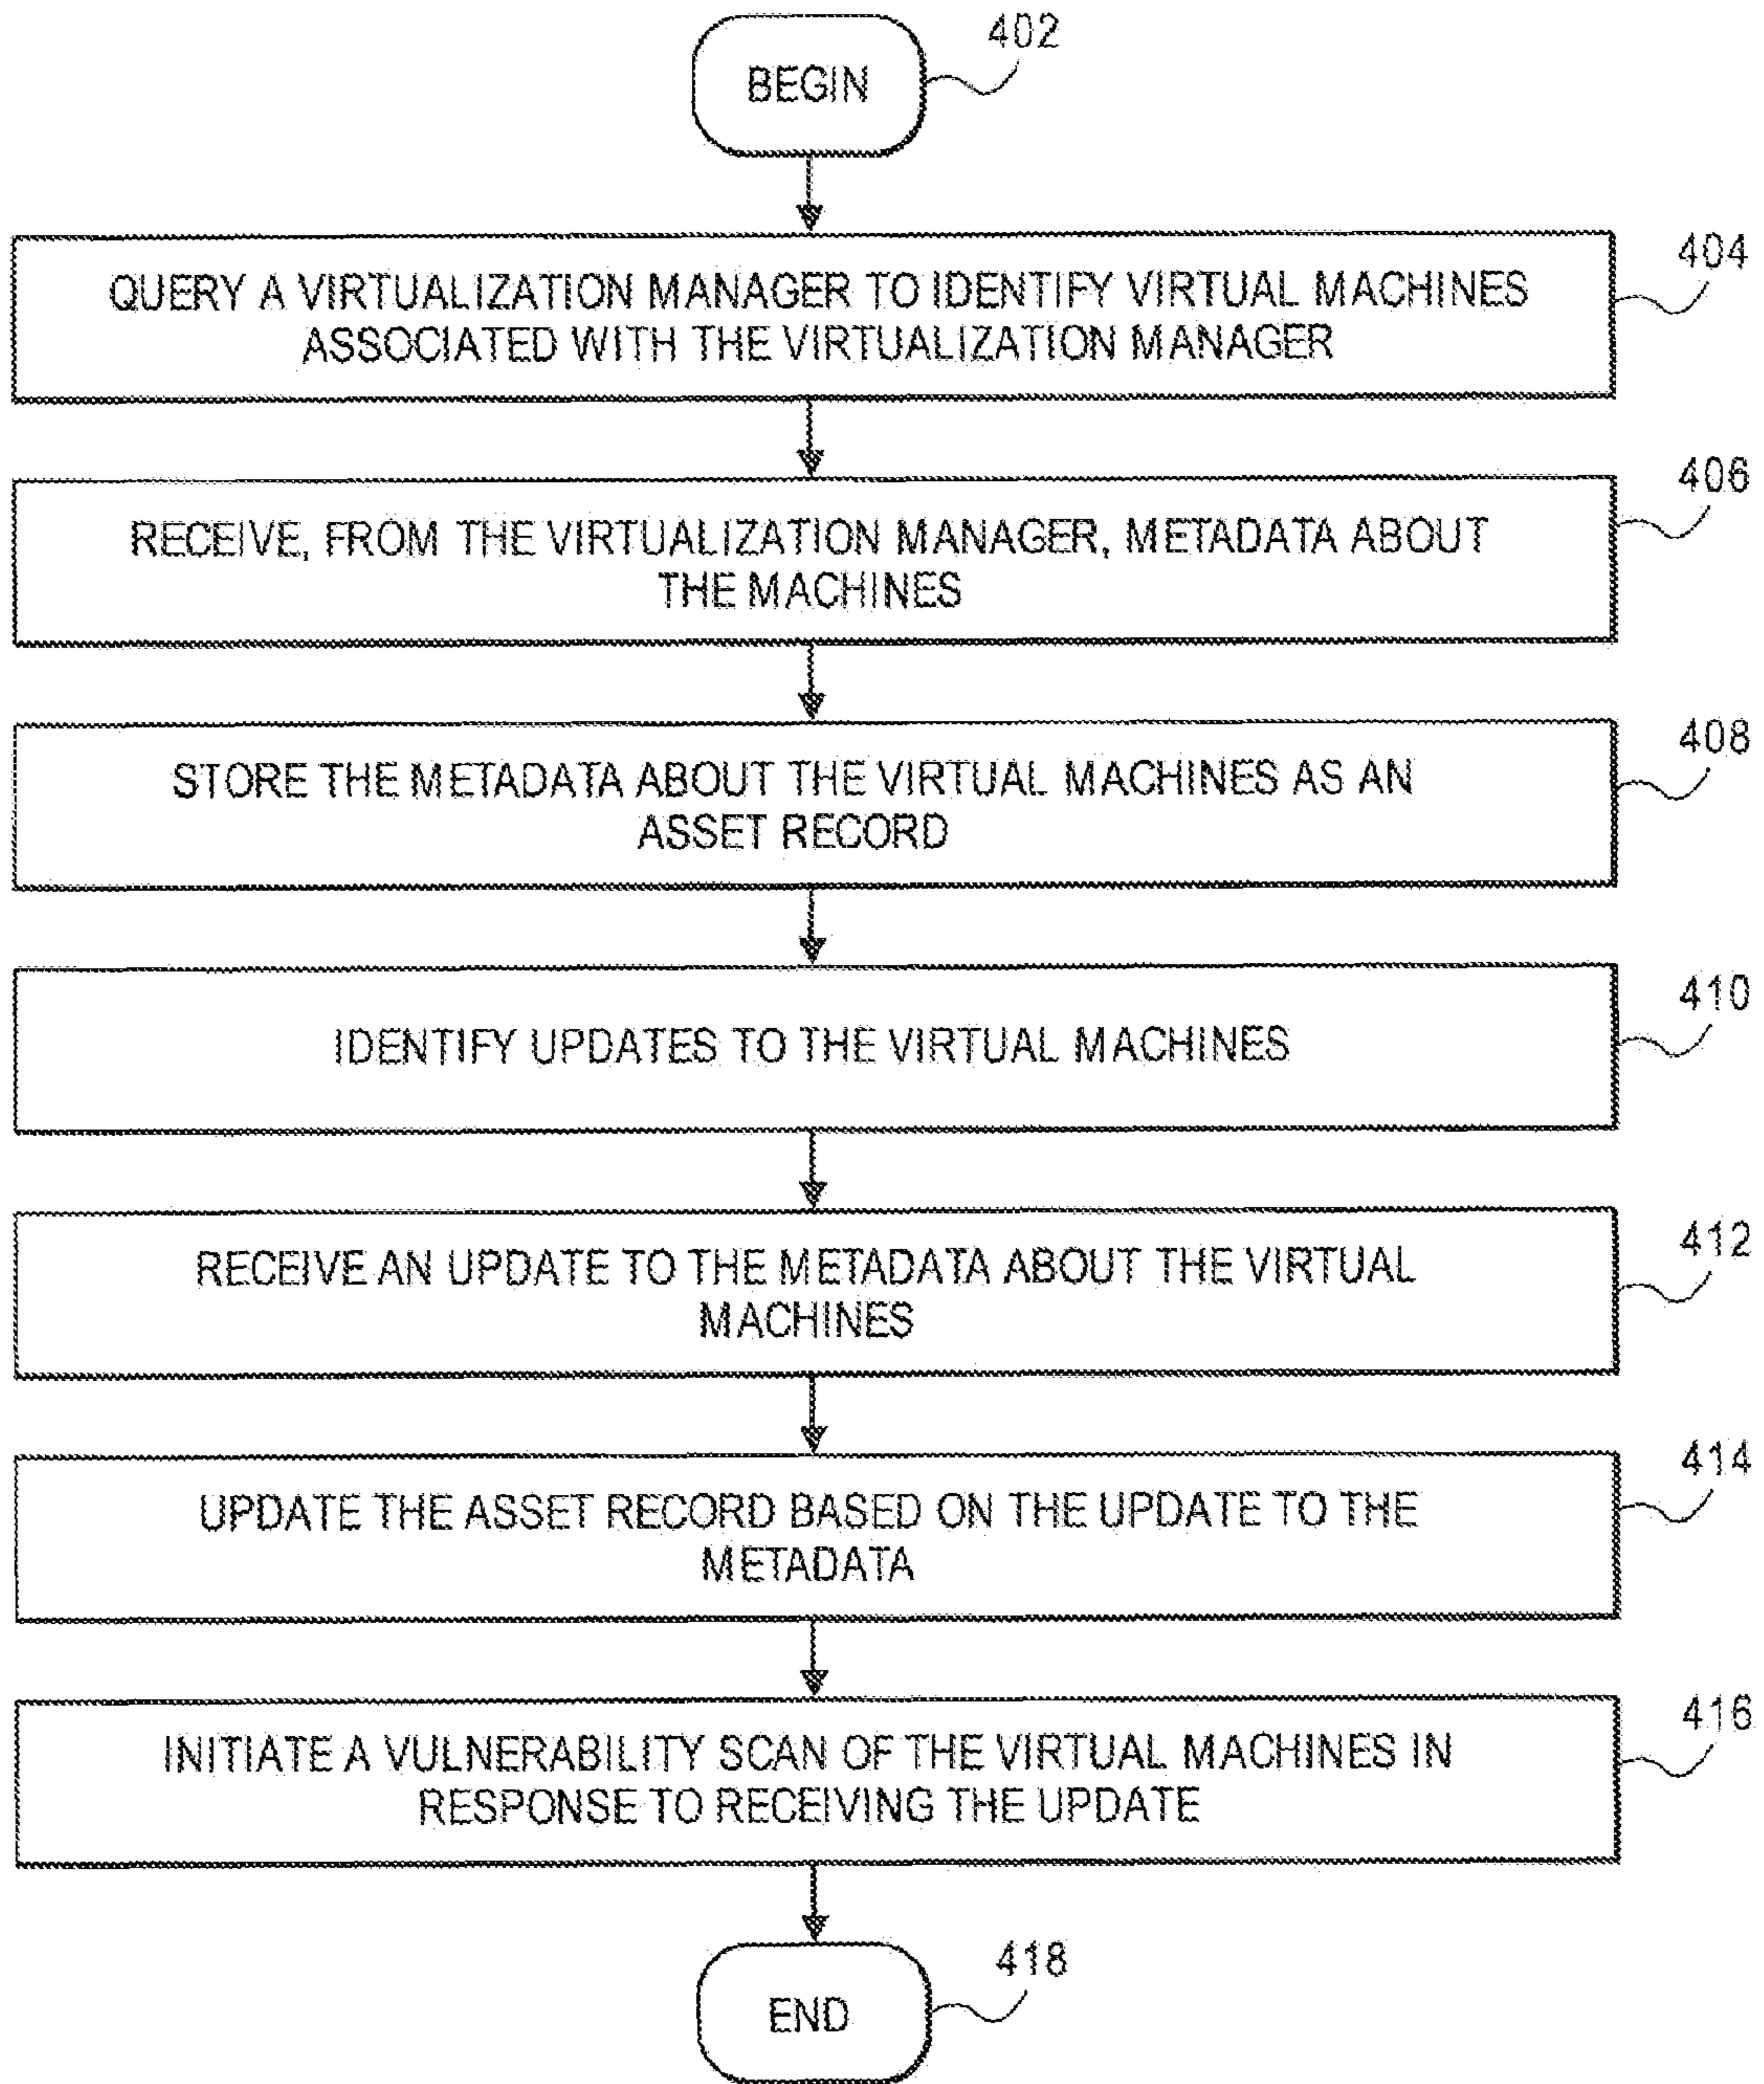 402
BEGIN
404
QUERY A VIRTUALIZATION MANAGER TO IDENTIFY VIRTUAL MACHINES
ASSOCIATED WITH THE VIRTUALIZATION MANAGER
406
RECEIVE, FROM THE VIRTUALIZATION MANAGER, METADATA ABOUT
THE MACHINES
408
STORE THE METADATA ABOUT THE VIRTUAL MACHINES AS AN
ASSET RECORD
410
IDENTIFY UPDATES TO THE VIRTUAL MACHINES
412
RECEIVE AN UPDATE TO THE METADATA ABOUT THE VIRTUAL
MACHINES
414
UPDATE THE ASSET RECORD BASED ON THE UPDATE TO THE
METADATA
416
INITIATE A VULNERABILITY SCAN OF THE VIRTUAL MACHINES IN
RESPONSE TO RECEIVING THE UPDATE
418
END